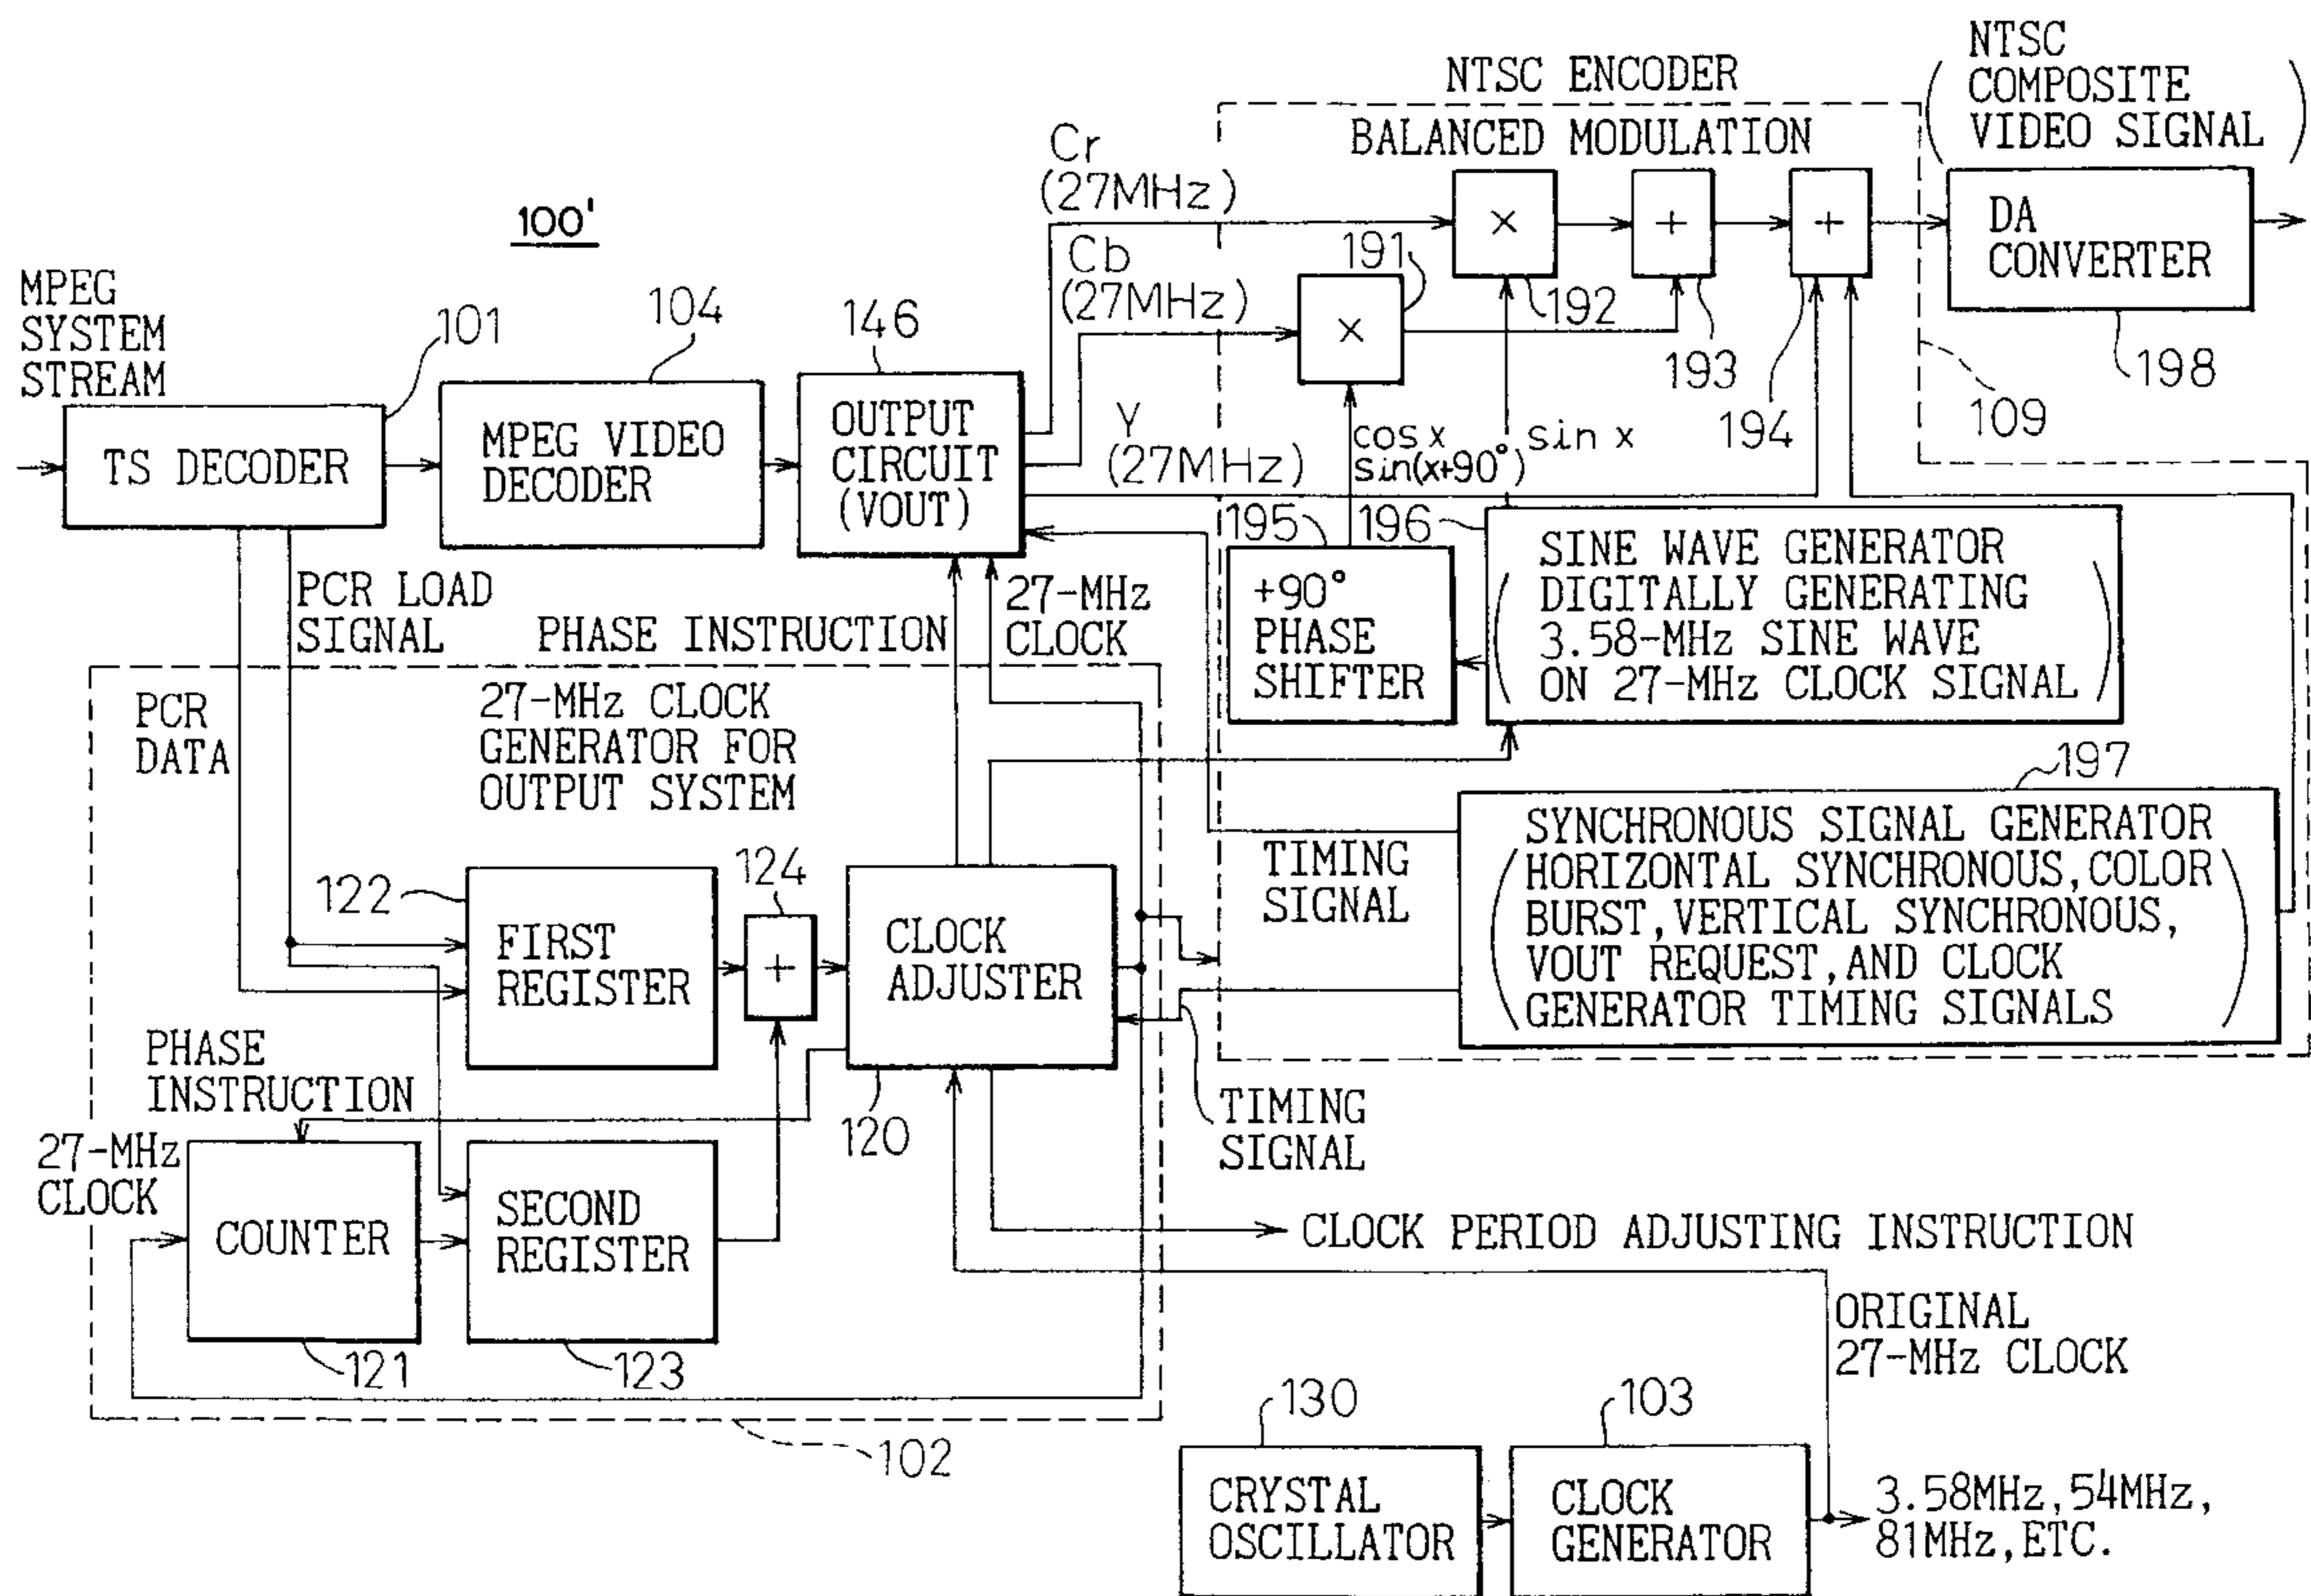 NTSC
COMPOSITE
VIDEO SIGNAL
NTSC ENCODER
BALANCED MODULATION
100'
Cr
(27MHz)
Cb
(27MHz)
Y
(27MHz)
MPEG
SYSTEM
STREAM
101
TS DECODER
104
MPEG VIDEO
DECODER
146
OUTPUT
CIRCUIT
(VOUT)
×
191
×
192
+
193
+
194
DA
CONVERTER
198
109
cos x
sin(x+90°)
sin x
195
+90°
PHASE
SHIFTER
196
SINE WAVE GENERATOR
DIGITALLY GENERATING
3.58-MHz SINE WAVE
ON 27-MHz CLOCK SIGNAL
PCR LOAD
SIGNAL
PHASE INSTRUCTION
27-MHz
CLOCK
PCR
DATA
27-MHz CLOCK
GENERATOR FOR
OUTPUT SYSTEM
197
SYNCHRONOUS SIGNAL GENERATOR
HORIZONTAL SYNCHRONOUS, COLOR
BURST, VERTICAL SYNCHRONOUS,
VOUT REQUEST, AND CLOCK
GENERATOR TIMING SIGNALS
TIMING
SIGNAL
122
FIRST
REGISTER
124
+
CLOCK
ADJUSTER
120
PHASE
INSTRUCTION
27-MHz
CLOCK
COUNTER
121
SECOND
REGISTER
123
TIMING
SIGNAL
CLOCK PERIOD ADJUSTING INSTRUCTION
ORIGINAL
27-MHz CLOCK
102
130
CRYSTAL
OSCILLATOR
103
CLOCK
GENERATOR
3.58MHz, 54MHz,
81MHz, ETC.